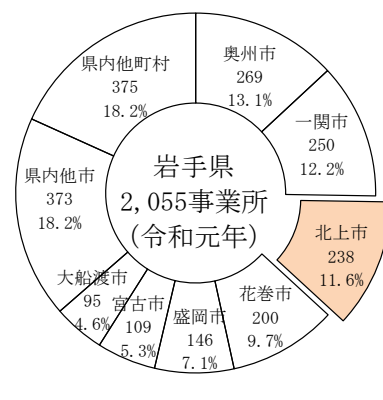 岩手県
2,055事業所
(令和元年)
奥州市
269
13.1%
一関市
250
12.2%
北上市
238
11.6%
花巻市
200
9.7%
盛岡市
146
7.1%
宮古市
109
5.3%
大船渡市
95
4.6%
県内他市
373
18.2%
県内他町村
375
18.2%